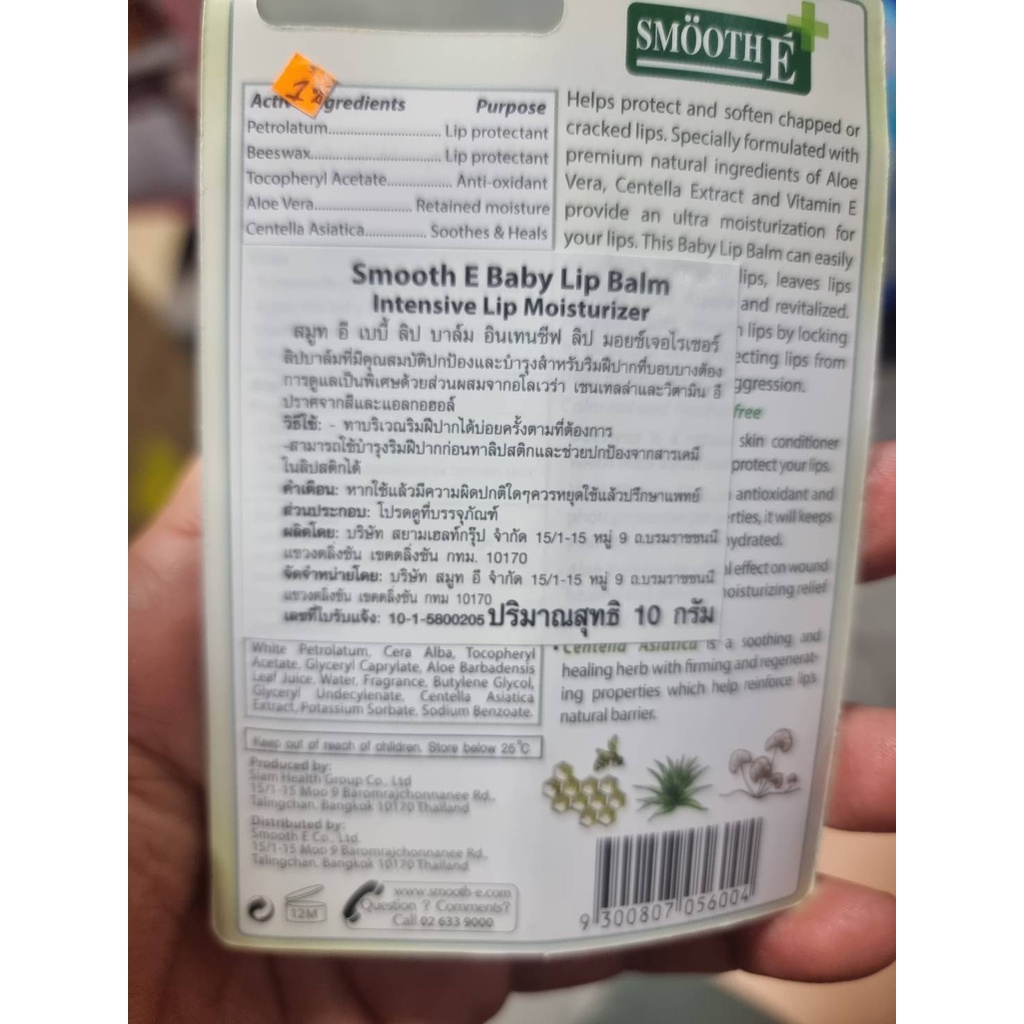 SMÖOTH É
Helps protect and soften chapped or
cracked lips. Specially formulated with
premium natural ingredients of Aloe
Vera, Centella Extract and Vitamin E
provide an ultra moisturization for
your lips. This Baby Lip Balm can easily
lips, leaves lips
and revitalized.
lips by locking
ecting lips from
ggression.
free
skin conditioner
protect your lips.
antioxidant and
rties, it will keeps
ydrated.
l effect on wound
oisturizing relief
• Centella Asiatica is a soothing and
healing herb with firming and regenerat-
ing properties which help reinforce lips
natural barrier.
Acti gredients Purpose
Petrolatum Lip protectant
Beeswax Lip protectant
Tocopheryl Acetate Anti-oxidant
Aloe Vera Retained moisture
Centella Asiatica Soothes & Heals
Smooth E Baby Lip Balm
Intensive Lip Moisturizer
สมูท อี เบบี้ ลิป บาล์ม อินเทนซีฟ ลิป มอยซ์เจอไรเซอร์
ลิปบาล์มที่มีคุณสมบัติปกป้องและบำรุงสำหรับริมฝีปากที่บอบบางต้อง
การดูแลเป็นพิเศษด้วยส่วนผสมจากอโลเวร่า เซนเทลล่าและวิตามิน อี
ปราศจากสีและแอลกอฮอล์
วิธีใช้: - ทาบริเวณริมฝีปากได้บ่อยครั้งตามที่ต้องการ
-สามารถใช้บำรุงริมฝีปากก่อนทาลิปสติกและช่วยปกป้องจากสารเคมี
ในลิปสติกได้
คำเตือน: หากใช้แล้วมีความผิดปกติใดๆควรหยุดใช้แล้วปรึกษาแพทย์
ส่วนประกอบ: โปรดดูที่บรรจุภัณฑ์
ผลิตโดย: บริษัท สยามเฮลท์กรุ๊ป จำกัด 15/1-15 หมู่ 9 ถ.บรมราชชนนี
แขวงตลิ่งชัน เขตตลิ่งชัน กทม. 10170
จัดจำหน่ายโดย: บริษัท สมูท อี จำกัด 15/1-15 หมู่ 9 ถ.บรมราชชนนี
แขวงตลิ่งชัน เขตตลิ่งชัน กทม 10170
เลขที่ใบรับแจ้ง: 10-1-5800205 ปริมาณสุทธิ 10 กรัม
White Petrolatum, Cera Alba, Tocopheryl
Acetate, Glyceryl Caprylate, Aloe Barbadensis
Leaf Juice, Water, Fragrance, Butylene Glycol,
Glyceryl Undecylenate, Centella Asiatica
Extract, Potassium Sorbate, Sodium Benzoate.
Keep out of reach of children. Store below 25°C
Produced by:
Siam Health Group Co., Ltd
15/1-15 Moo 9 Baromrajchonnanee Rd.,
Talingchan, Bangkok 10170 Thailand
Distributed by:
Smooth E Co., Ltd.
15/1-15 Moo 9 Baromrajchonnanee Rd.,
Talingchan, Bangkok 10170 Thailand
12M
www.smooth-e.com
Question ? Comments?
Call 02 633 9000
9 300807 056004